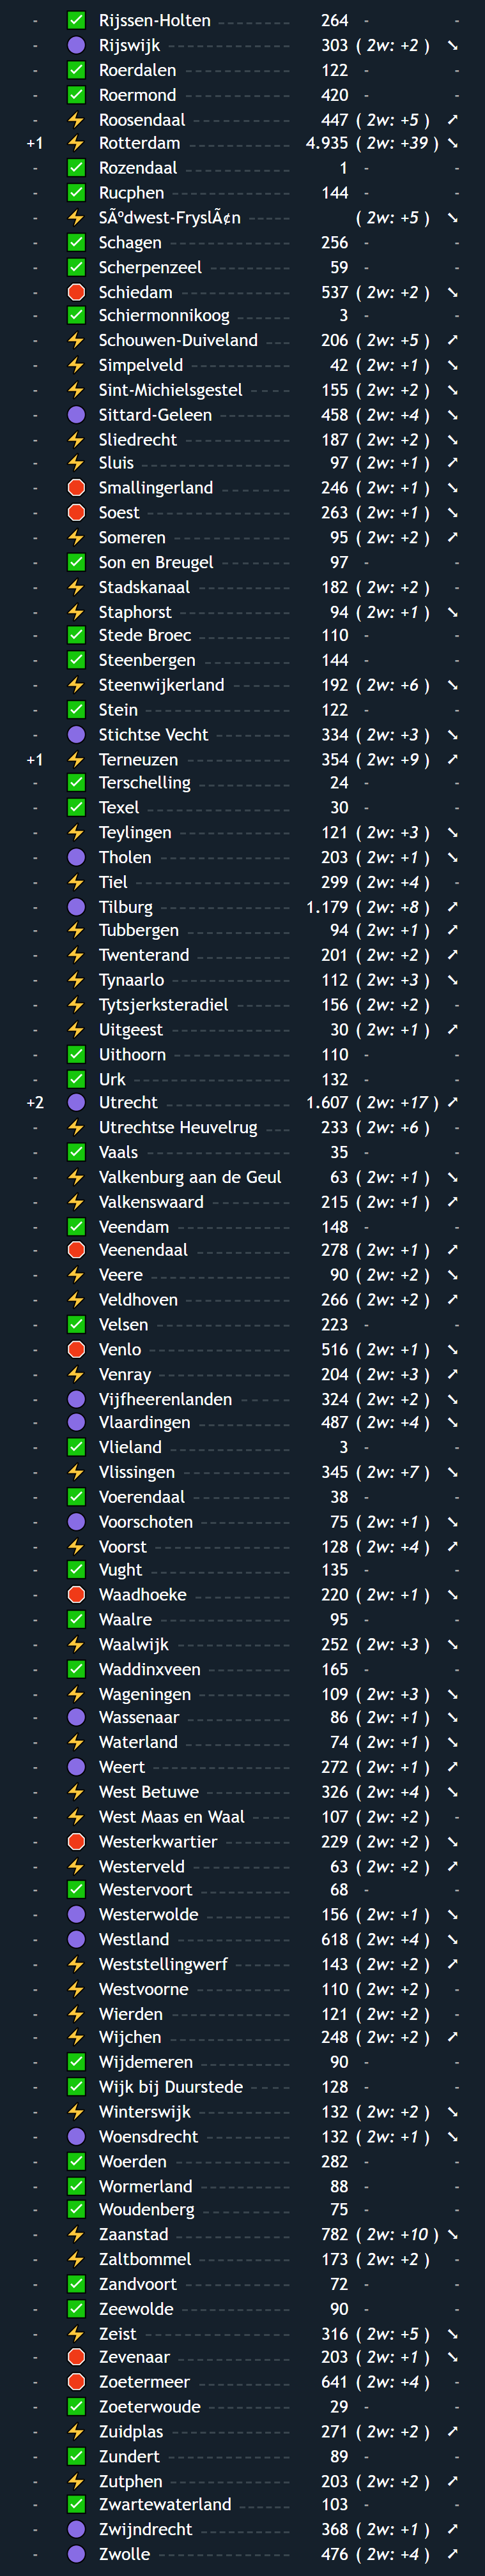 - ✅ Rijssen-Holten 264 - -
- 🟣 Rijswijk 303 ( 2w: +2 ) ➘
- ✅ Roerdalen 122 - -
- ✅ Roermond 420 - -
- ⚡ Roosendaal 447 ( 2w: +5 ) ➚
+1 ⚡ Rotterdam 4.935 ( 2w: +39 ) ➘
- ✅ Rozendaal 1 - -
- ✅ Rucphen 144 - -
- ⚡ SÃºdwest-FryslÃ¢n ( 2w: +5 ) ➘
- ✅ Schagen 256 - -
- ✅ Scherpenzeel 59 - -
- 🛑 Schiedam 537 ( 2w: +2 ) ➘
- ✅ Schiermonnikoog 3 - -
- ⚡ Schouwen-Duiveland 206 ( 2w: +5 ) ➚
- ⚡ Simpelveld 42 ( 2w: +1 ) ➘
- ⚡ Sint-Michielsgestel 155 ( 2w: +2 ) ➘
- 🟣 Sittard-Geleen 458 ( 2w: +4 ) ➘
- ⚡ Sliedrecht 187 ( 2w: +2 ) ➘
- ⚡ Sluis 97 ( 2w: +1 ) ➚
- 🛑 Smallingerland 246 ( 2w: +1 ) ➘
- 🛑 Soest 263 ( 2w: +1 ) ➘
- ⚡ Someren 95 ( 2w: +2 ) ➚
- ✅ Son en Breugel 97 - -
- ⚡ Stadskanaal 182 ( 2w: +2 ) -
- ⚡ Staphorst 94 ( 2w: +1 ) ➘
- ✅ Stede Broec 110 - -
- ✅ Steenbergen 144 - -
- ⚡ Steenwijkerland 192 ( 2w: +6 ) ➘
- ✅ Stein 122 - -
- 🟣 Stichtse Vecht 334 ( 2w: +3 ) ➘
+1 ⚡ Terneuzen 354 ( 2w: +9 ) ➚
- ✅ Terschelling 24 - -
- ✅ Texel 30 - -
- ⚡ Teylingen 121 ( 2w: +3 ) ➘
- 🟣 Tholen 203 ( 2w: +1 ) ➘
- ⚡ Tiel 299 ( 2w: +4 ) -
- 🟣 Tilburg 1.179 ( 2w: +8 ) ➚
- ⚡ Tubbergen 94 ( 2w: +1 ) ➚
- ⚡ Twenterand 201 ( 2w: +2 ) ➚
- ⚡ Tynaarlo 112 ( 2w: +3 ) ➘
- ⚡ Tytsjerksteradiel 156 ( 2w: +2 ) -
- ⚡ Uitgeest 30 ( 2w: +1 ) ➚
- ✅ Uithoorn 110 - -
- ✅ Urk 132 - -
+2 🟣 Utrecht 1.607 ( 2w: +17 ) ➚
- ⚡ Utrechtse Heuvelrug 233 ( 2w: +6 ) -
- ✅ Vaals 35 - -
- ⚡ Valkenburg aan de Geul 63 ( 2w: +1 ) ➘
- ⚡ Valkenswaard 215 ( 2w: +1 ) ➚
- ✅ Veendam 148 - -
- 🛑 Veenendaal 278 ( 2w: +1 ) ➚
- ⚡ Veere 90 ( 2w: +2 ) ➘
- ⚡ Veldhoven 266 ( 2w: +2 ) ➚
- ✅ Velsen 223 - -
- 🛑 Venlo 516 ( 2w: +1 ) ➘
- ⚡ Venray 204 ( 2w: +3 ) ➚
- 🟣 Vijfheerenlanden 324 ( 2w: +2 ) ➘
- 🟣 Vlaardingen 487 ( 2w: +4 ) ➘
- ✅ Vlieland 3 - -
- ⚡ Vlissingen 345 ( 2w: +7 ) ➘
- ✅ Voerendaal 38 - -
- 🟣 Voorschoten 75 ( 2w: +1 ) ➘
- ⚡ Voorst 128 ( 2w: +4 ) ➚
- ✅ Vught 135 - -
- 🛑 Waadhoeke 220 ( 2w: +1 ) ➘
- ✅ Waalre 95 - -
- ⚡ Waalwijk 252 ( 2w: +3 ) ➘
- ✅ Waddinxveen 165 - -
- ⚡ Wageningen 109 ( 2w: +3 ) ➘
- 🟣 Wassenaar 86 ( 2w: +1 ) ➘
- ⚡ Waterland 74 ( 2w: +1 ) ➘
- 🟣 Weert 272 ( 2w: +1 ) ➚
- ⚡ West Betuwe 326 ( 2w: +4 ) ➘
- ⚡ West Maas en Waal 107 ( 2w: +2 ) -
- 🛑 Westerkwartier 229 ( 2w: +2 ) ➘
- ⚡ Westerveld 63 ( 2w: +2 ) ➚
- ✅ Westervoort 68 - -
- 🟣 Westerwolde 156 ( 2w: +1 ) ➘
- 🟣 Westland 618 ( 2w: +4 ) ➘
- ⚡ Weststellingwerf 143 ( 2w: +2 ) ➚
- ⚡ Westvoorne 110 ( 2w: +2 ) -
- ⚡ Wierden 121 ( 2w: +2 ) -
- ⚡ Wijchen 248 ( 2w: +2 ) ➚
- ✅ Wijdemeren 90 - -
- ✅ Wijk bij Duurstede 128 - -
- ⚡ Winterswijk 132 ( 2w: +2 ) ➘
- 🟣 Woensdrecht 132 ( 2w: +1 ) ➘
- ✅ Woerden 282 - -
- ✅ Wormerland 88 - -
- ✅ Woudenberg 75 - -
- ⚡ Zaanstad 782 ( 2w: +10 ) ➘
- ⚡ Zaltbommel 173 ( 2w: +2 ) -
- ✅ Zandvoort 72 - -
- ✅ Zeewolde 90 - -
- ⚡ Zeist 316 ( 2w: +5 ) ➘
- 🛑 Zevenaar 203 ( 2w: +1 ) ➘
- 🛑 Zoetermeer 641 ( 2w: +4 ) -
- ✅ Zoeterwoude 29 - -
- ⚡ Zuidplas 271 ( 2w: +2 ) ➚
- ✅ Zundert 89 - -
- ⚡ Zutphen 203 ( 2w: +2 ) ➚
- ✅ Zwartewaterland 103 - -
- 🟣 Zwijndrecht 368 ( 2w: +1 ) ➚
- 🟣 Zwolle 476 ( 2w: +4 ) ➚